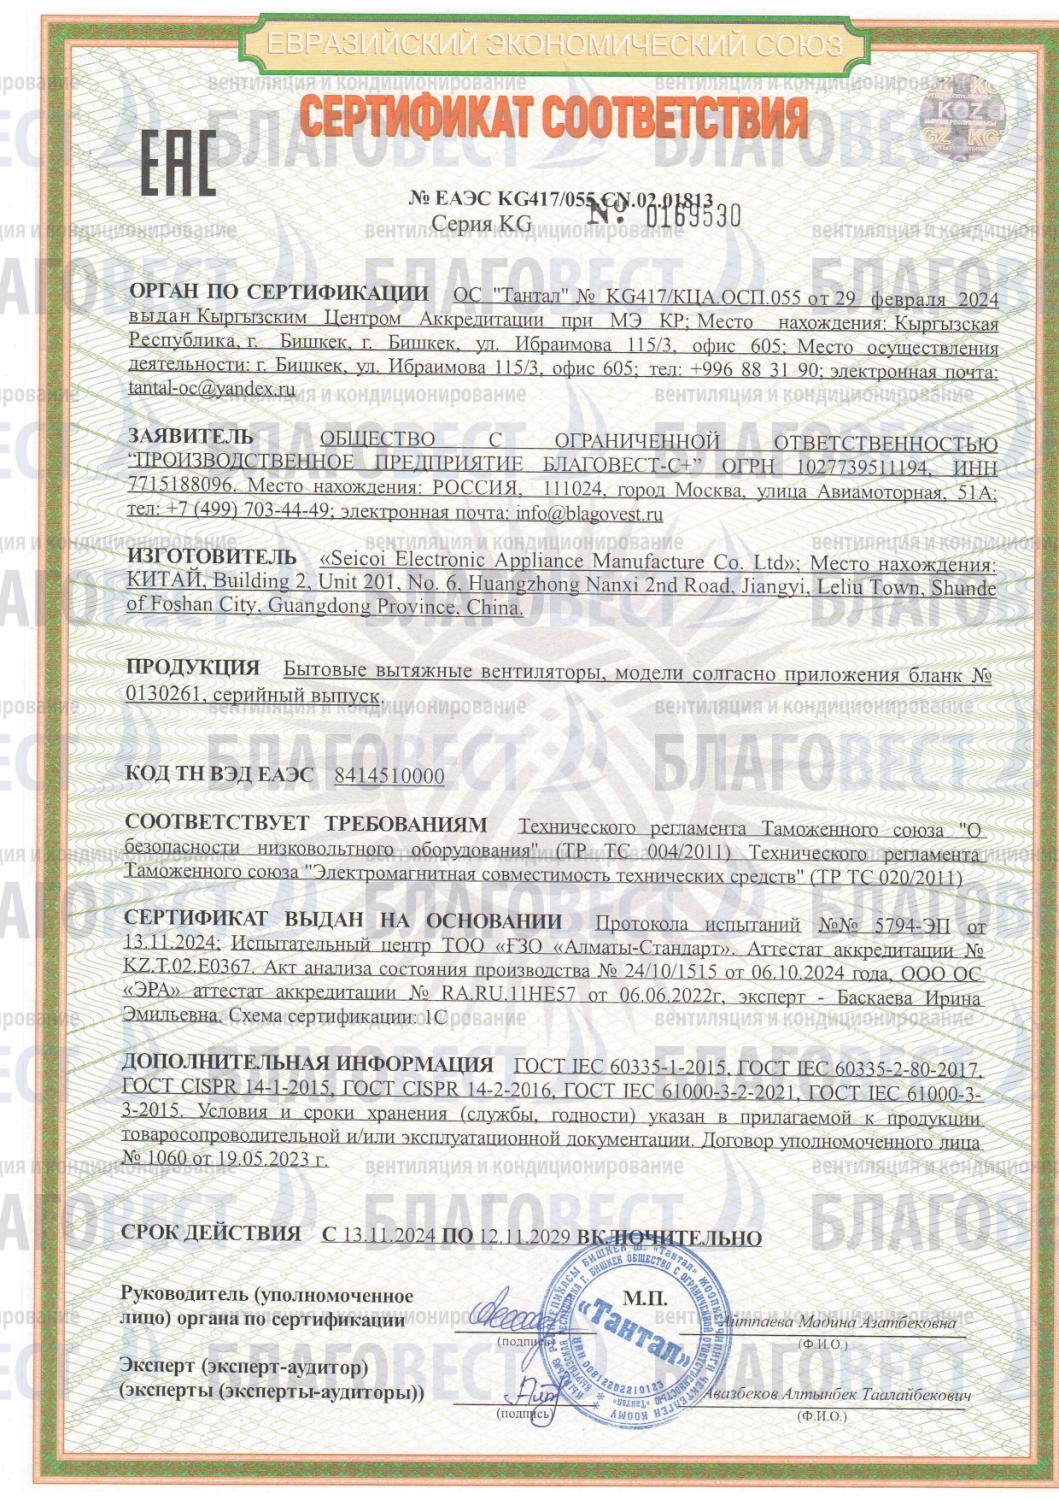 ЕВРАЗИЙСКИЙ ЭКОНОМИЧЕСКИЙ СОЮЗ
СЕРТИФИКАТ СООТВЕТСТВИЯ
ЕАС
KOZ
№ ЕАЭС KG417/055.CN.02.01813
Серия KG № 0169530
ОРГАН ПО СЕРТИФИКАЦИИ ОС "Тантал" № KG417/КЦА.ОСП.055 от 29 февраля 2024
выдан Кыргызским Центром Аккредитации при МЭ КР; Место нахождения: Кыргызская
Республика, г. Бишкек, г. Бишкек, ул. Ибраимова 115/3, офис 605; Место осуществления
деятельности: г. Бишкек, ул. Ибраимова 115/3, офис 605; тел: +996 88 31 90; электронная почта:
tantal-oc@yandex.ru
ЗАЯВИТЕЛЬ ОБЩЕСТВО С ОГРАНИЧЕННОЙ ОТВЕТСТВЕННОСТЬЮ
“ПРОИЗВОДСТВЕННОЕ ПРЕДПРИЯТИЕ БЛАГОВЕСТ-С+” ОГРН 1027739511194, ИНН
7715188096. Место нахождения: РОССИЯ, 111024, город Москва, улица Авиамоторная, 51А;
тел: +7 (499) 703-44-49; электронная почта: info@blagovest.ru
ИЗГОТОВИТЕЛЬ «Seicoi Electronic Appliance Manufacture Co. Ltd»; Место нахождения:
КИТАЙ, Building 2, Unit 201, No. 6, Huangzhong Nanxi 2nd Road, Jiangyi, Leliu Town, Shunde
of Foshan City, Guangdong Province, China.
ПРОДУКЦИЯ Бытовые вытяжные вентиляторы, модели солгасно приложения бланк №
0130261, серийный выпуск.
КОД ТН ВЭД ЕАЭС 8414510000
СООТВЕТСТВУЕТ ТРЕБОВАНИЯМ Технического регламента Таможенного союза "О
безопасности низковольтного оборудования" (ТР ТС 004/2011) Технического регламента
Таможенного союза "Электромагнитная совместимость технических средств" (ТР ТС 020/2011)
СЕРТИФИКАТ ВЫДАН НА ОСНОВАНИИ Протокола испытаний №№ 5794-ЭП от
13.11.2024; Испытательный центр ТОО «ҒЗО «Алматы-Стандарт». Аттестат аккредитации №
KZ.T.02.E0367. Акт анализа состояния производства № 24/10/1515 от 06.10.2024 года, ООО ОС
«ЭРА» аттестат аккредитации № RA.RU.11НЕ57 от 06.06.2022г, эксперт - Баскаева Ирина
Эмильевна. Схема сертификации: 1С
ДОПОЛНИТЕЛЬНАЯ ИНФОРМАЦИЯ ГОСТ IEC 60335-1-2015, ГОСТ IEC 60335-2-80-2017,
ГОСТ CISPR 14-1-2015, ГОСТ CISPR 14-2-2016, ГОСТ IEC 61000-3-2-2021, ГОСТ IEC 61000-3-
3-2015. Условия и сроки хранения (службы, годности) указан в прилагаемой к продукции
товаросопроводительной и/или эксплуатационной документации. Договор уполномоченного лица
№ 1060 от 19.05.2023 г.
СРОК ДЕЙСТВИЯ С 13.11.2024 ПО 12.11.2029 ВКЛЮЧИТЕЛЬНО
Руководитель (уполномоченное
лицо) органа по сертификации
(подпись)
М.П.
Айтпаева Мадина Азатбековна
(Ф.И.О.)
Эксперт (эксперт-аудитор)
(эксперты (эксперты-аудиторы))
(подпись)
Авазбеков Алтынбек Таалайбекович
(Ф.И.О.)
«Тантал»
БЛАГОВЕСТ
вентиляция и кондиционирование